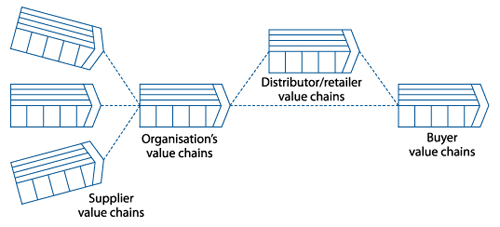 Distributor/retailer
value chains
Organisation's
value chains
Buyer
value chains
Supplier
value chains